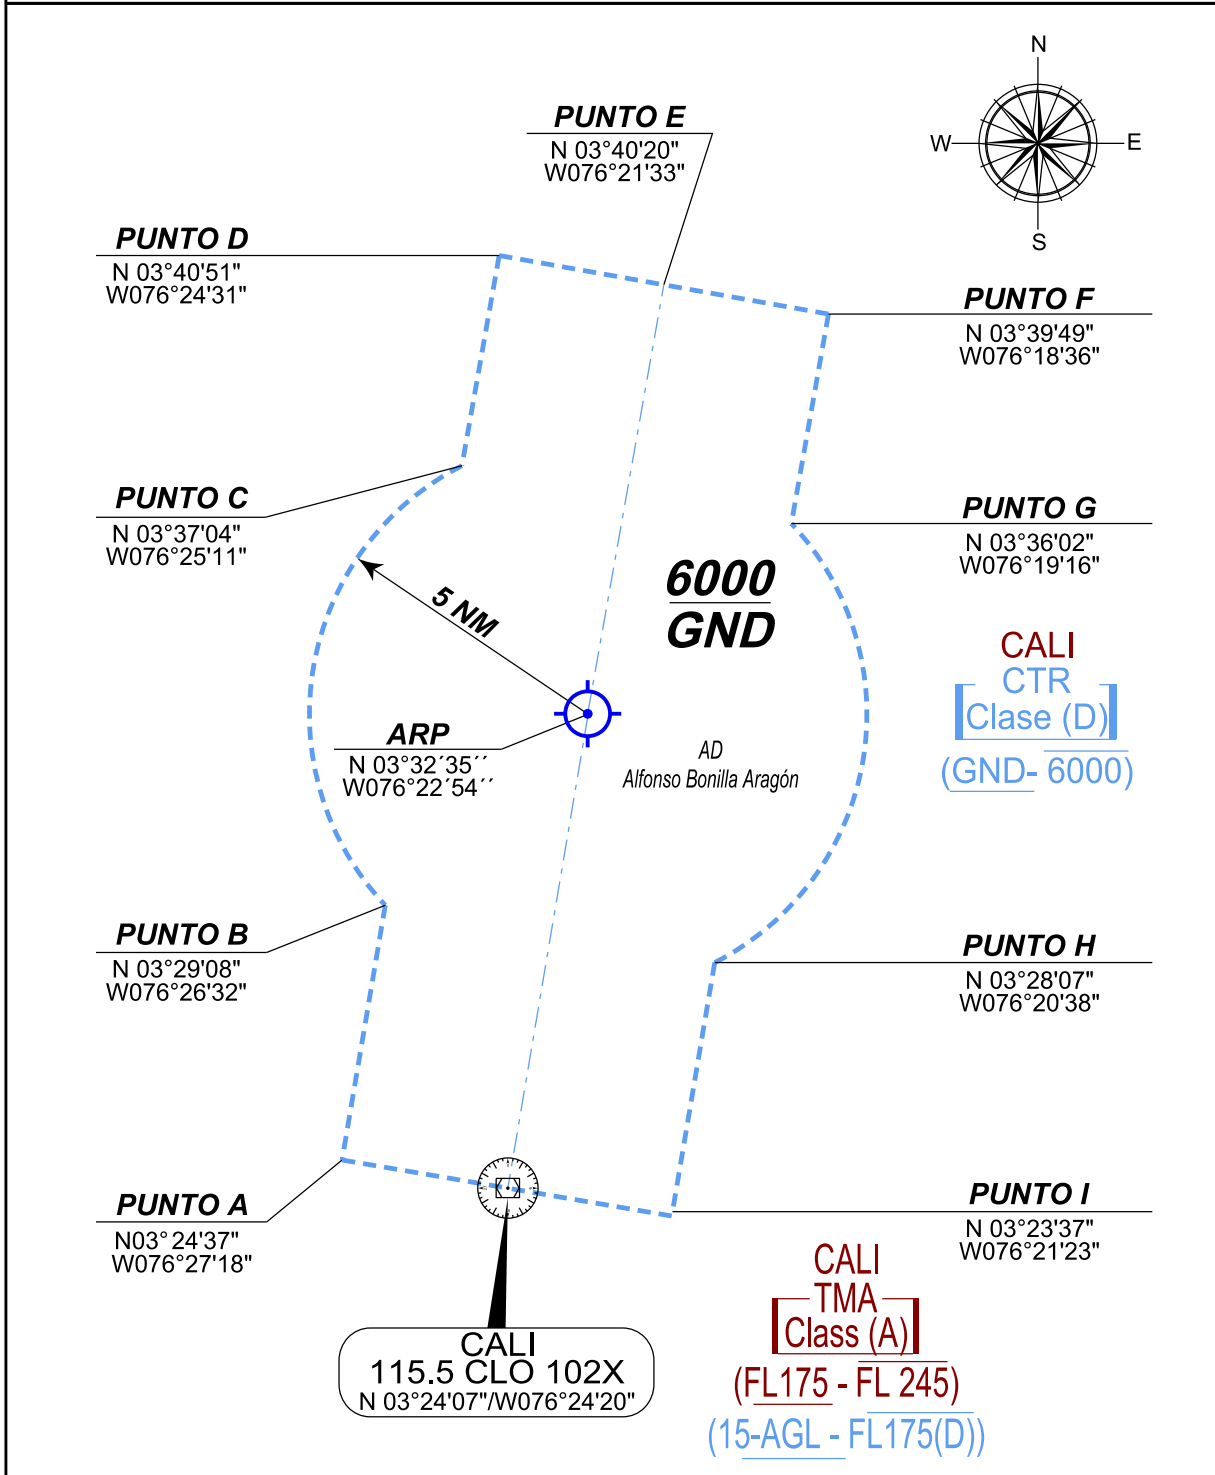 N
W
E
S
PUNTO E
N 03°40'20"
W076°21'33"
PUNTO D
N 03°40'51"
W076°24'31"
PUNTO F
N 03°39'49"
W076°18'36"
PUNTO C
N 03°37'04"
W076°25'11"
PUNTO G
N 03°36'02"
W076°19'16"
6000
GND
5 NM
CALI
CTR
Clase (D)
(GND- 6000)
ARP
N 03°32´35´´
W076°22´54´´
AD
Alfonso Bonilla Aragón
PUNTO B
N 03°29'08"
W076°26'32"
PUNTO H
N 03°28'07"
W076°20'38"
PUNTO A
N03°24'37"
W076°27'18"
PUNTO I
N 03°23'37"
W076°21'23"
CALI
115.5 CLO 102X
N 03°24'07"/W076°24'20"
CALI
TMA
Class (A)
(FL175 - FL 245)
(15-AGL - FL175(D))